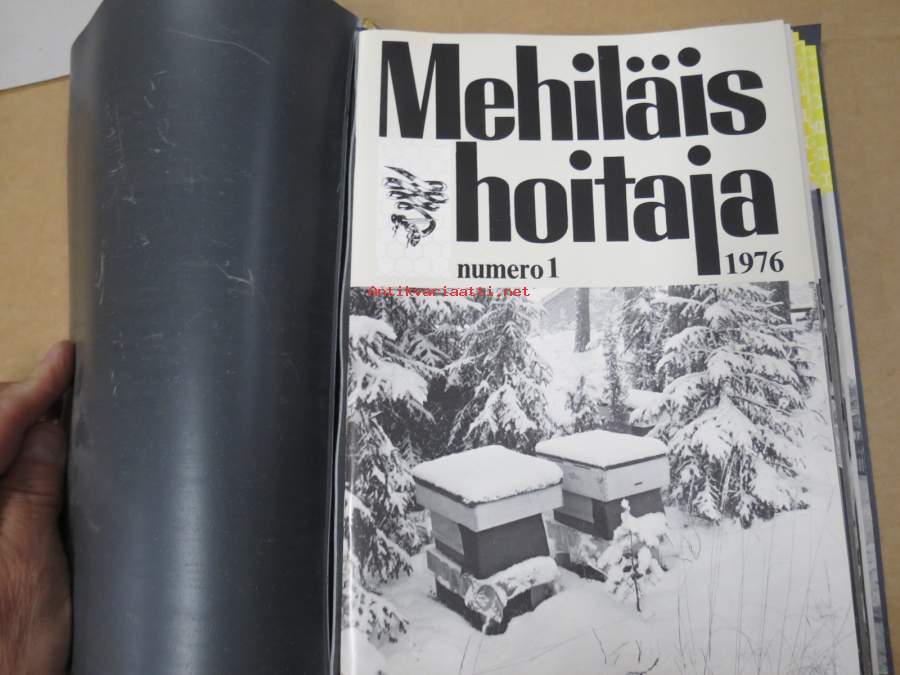 Mehiläis
hoitaja
numero 1
1976
Antikvariaatti.net